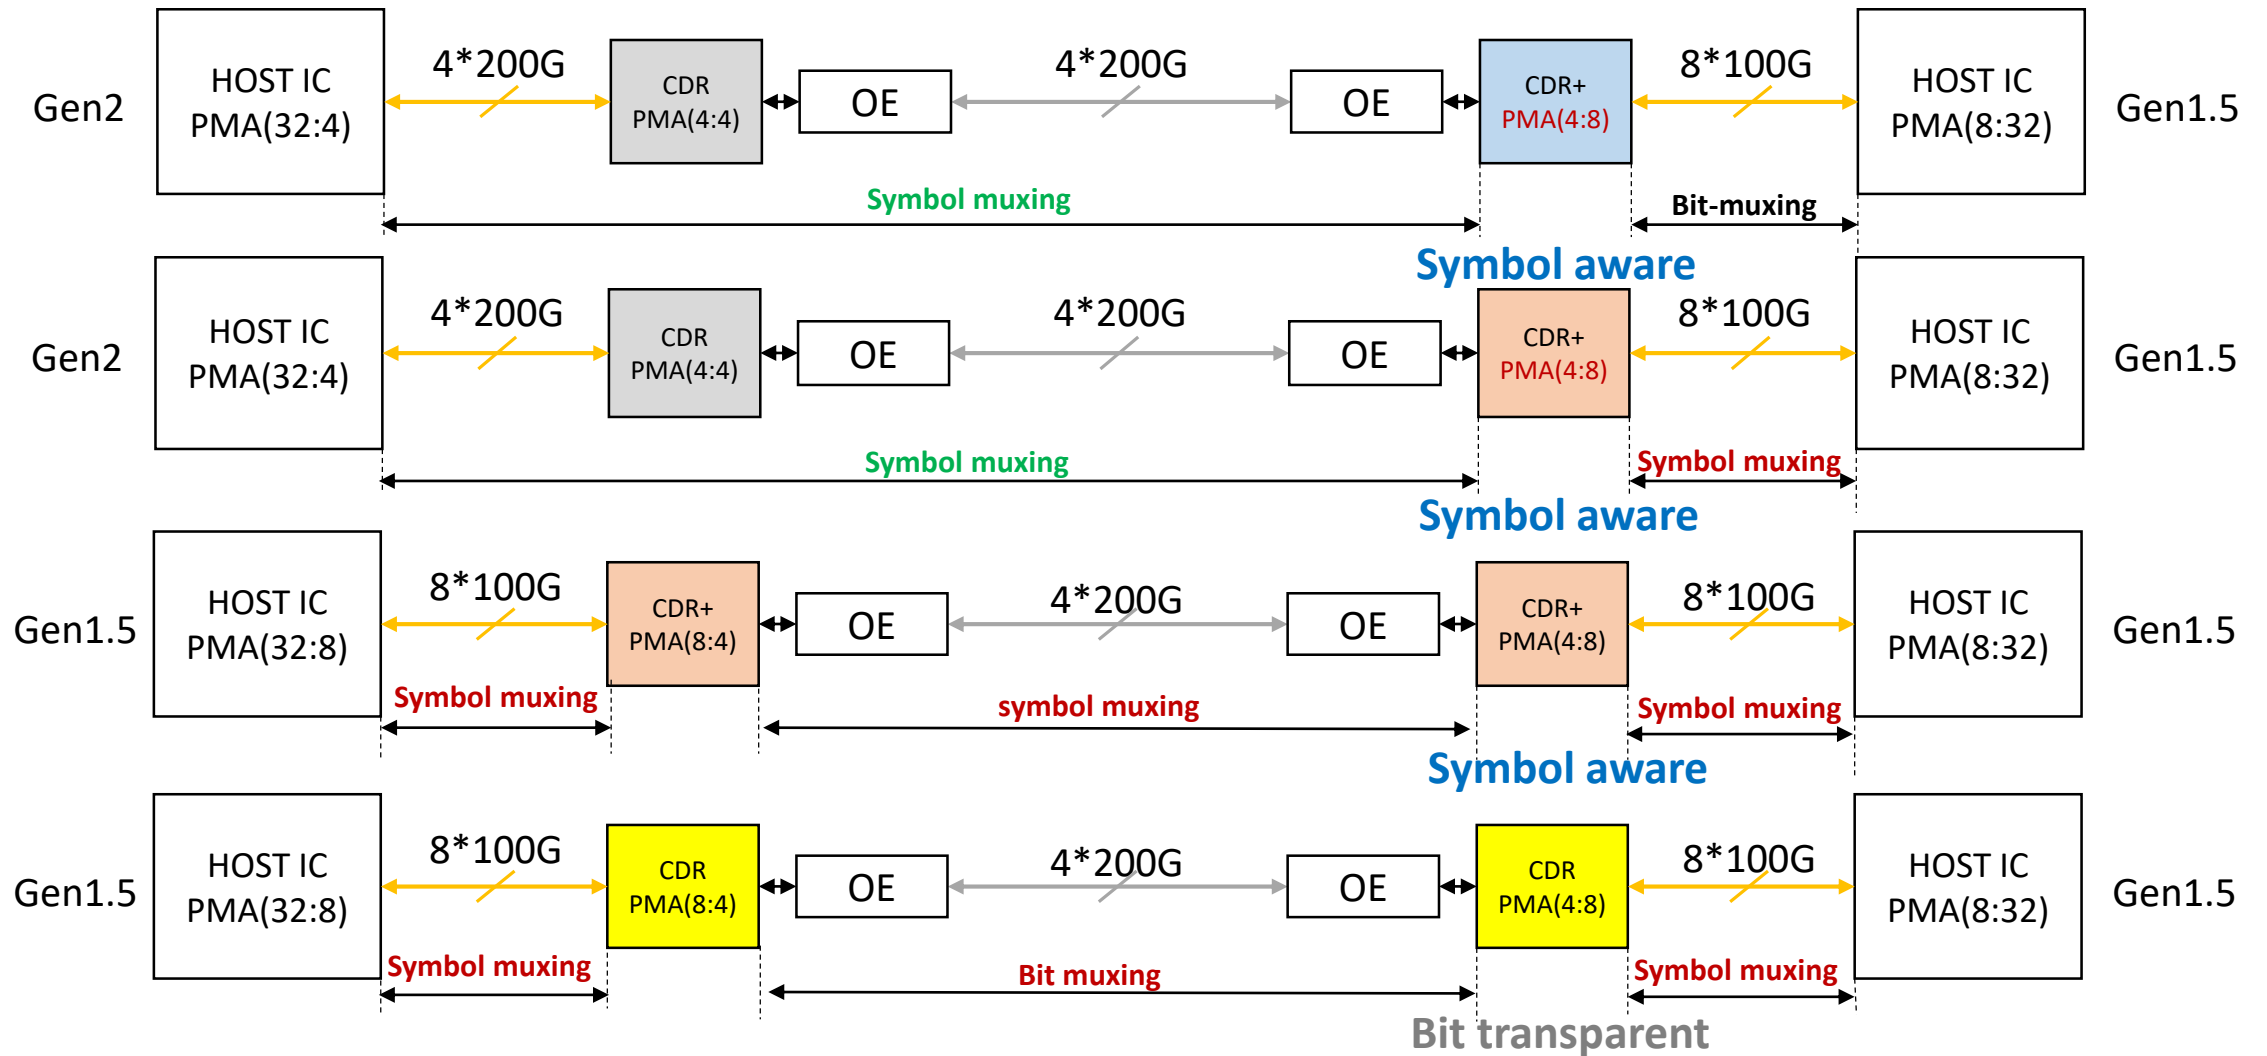 4*200G
4*200G
8*100G
HOST IC
PMA(32:4)
CDR
PMA(4:4)
OE
OE
CDR+
PMA(4:8)
HOST IC
PMA(8:32)
Gen2
Gen1.5
Symbol muxing
Bit-muxing
Symbol aware
4*200G
4*200G
8*100G
HOST IC
PMA(32:4)
CDR
PMA(4:4)
OE
OE
CDR+
PMA(4:8)
HOST IC
PMA(8:32)
Gen2
Gen1.5
Symbol muxing
Symbol muxing
Symbol aware
8*100G
4*200G
8*100G
HOST IC
PMA(32:8)
CDR+
PMA(8:4)
OE
OE
CDR+
PMA(4:8)
HOST IC
PMA(8:32)
Gen1.5
Gen1.5
Symbol muxing
symbol muxing
Symbol muxing
Symbol aware
8*100G
4*200G
8*100G
HOST IC
PMA(32:8)
CDR
PMA(8:4)
OE
OE
CDR
PMA(4:8)
HOST IC
PMA(8:32)
Gen1.5
Gen1.5
Symbol muxing
Bit muxing
Symbol muxing
Bit transparent